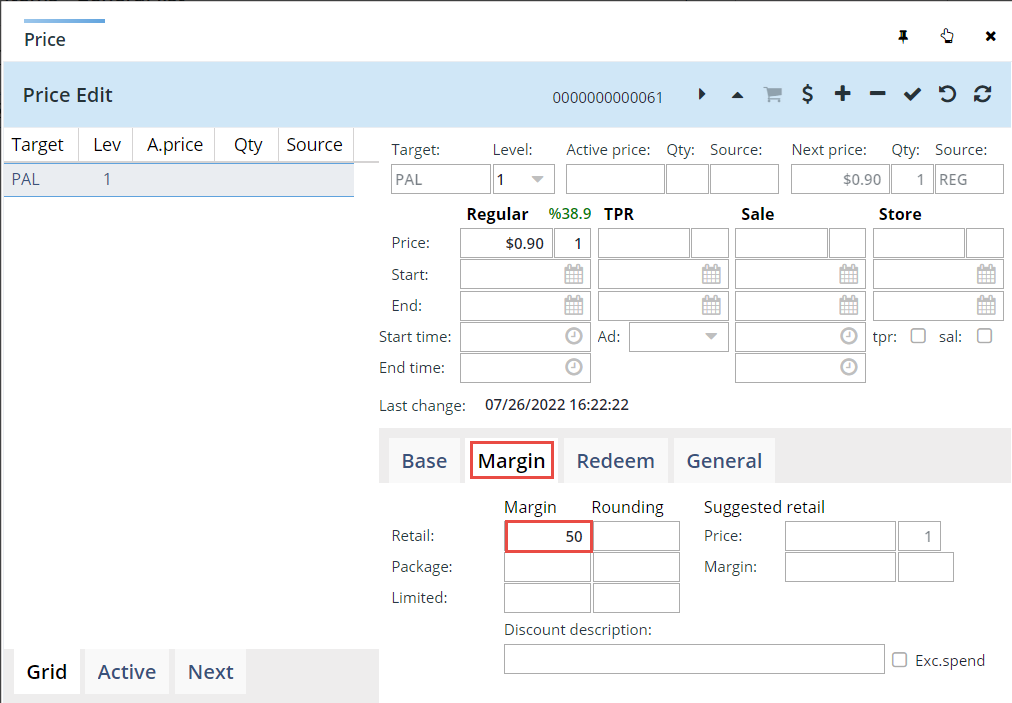 Price
Price Edit
0000000000061
Target Lev A.price Qty Source
PAL 1
Target: Level: Active price: Qty: Source: Next price: Qty: Source:
PAL 1 $0.90 1 REG
Regular %38.9 TPR Sale Store
Price: $0.90 1
Start:
End:
Start time: Ad: tpr: sal:
End time:
Last change: 07/26/2022 16:22:22
Base Margin Redeem General
Margin Rounding Suggested retail
Retail: 50 Price: 1
Package: Margin:
Limited:
Discount description:
Exc.spend
Grid Active Next